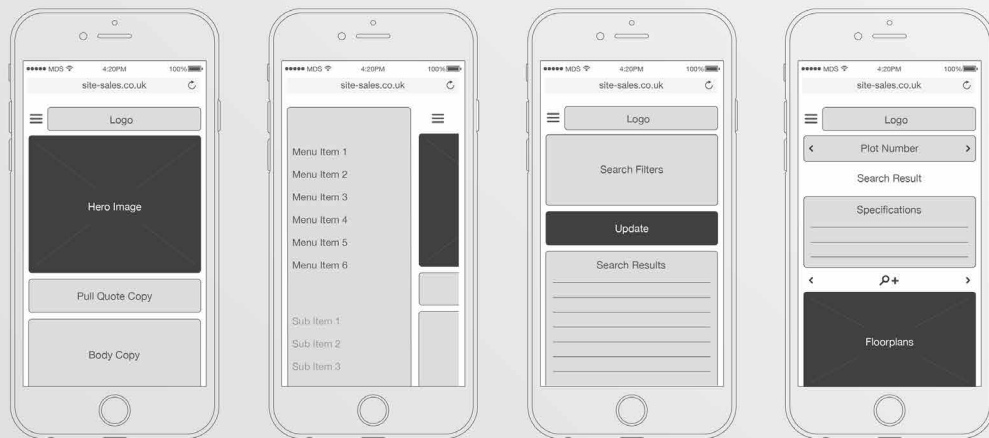 MDS 4:20PM 100%
site-sales.co.uk
Logo
Hero Image
Pull Quote Copy
Body Copy
MDS 4:20PM 100%
site-sales.co.uk
Menu Item 1
Menu Item 2
Menu Item 3
Menu Item 4
Menu Item 5
Menu Item 6
Sub Item 1
Sub Item 2
Sub Item 3
MDS 4:20PM 100%
site-sales.co.uk
Logo
Search Filters
Update
Search Results
MDS 4:20PM 100%
site-sales.co.uk
Logo
Plot Number
Search Result
Specifications
Floorplans